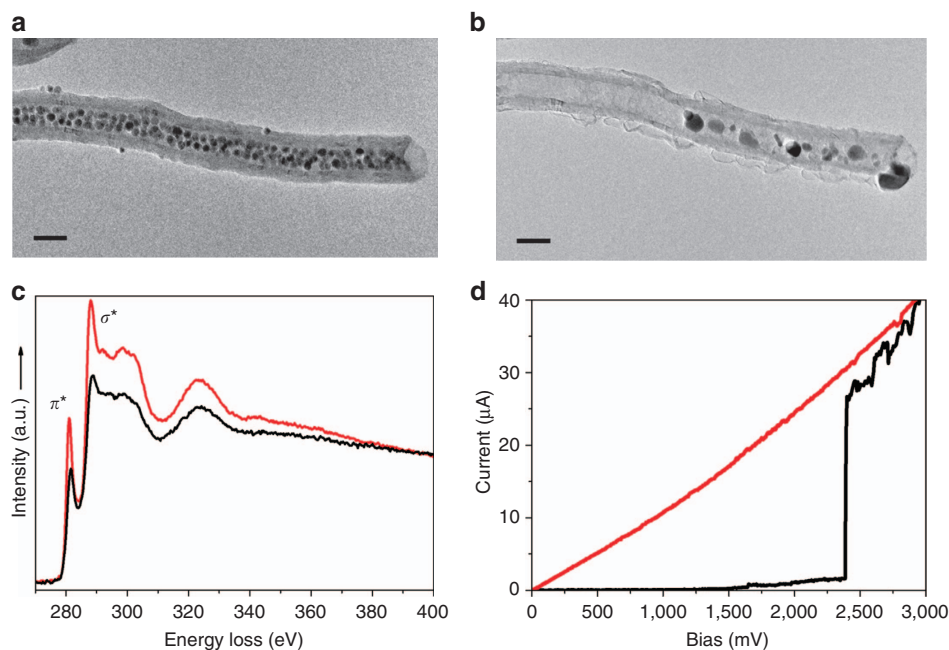 a
b
c
σ*
π*
Intensity (a.u.)
280 300 320 340 360 380 400
Energy loss (eV)
d
40
30
20
10
0
Current (μA)
0 500 1,000 1,500 2,000 2,500 3,000
Bias (mV)